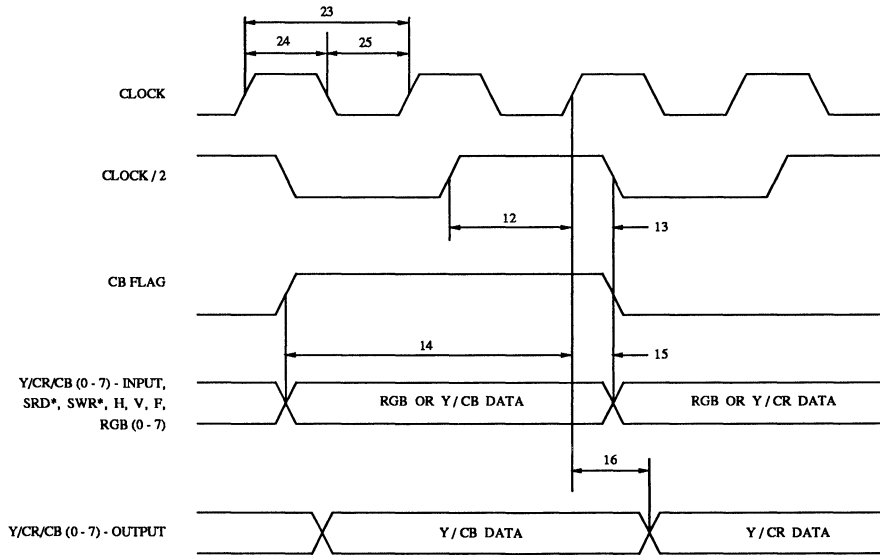 23
24 25
CLOCK
CLOCK / 2
12 13
CB FLAG
14 15
Y/CR/CB (0 - 7) - INPUT,
SRD*, SWR*, H, V, F,
RGB (0 - 7)
RGB OR Y / CB DATA RGB OR Y / CR DATA
16
Y/CR/CB (0 - 7) - OUTPUT Y / CB DATA Y / CR DATA